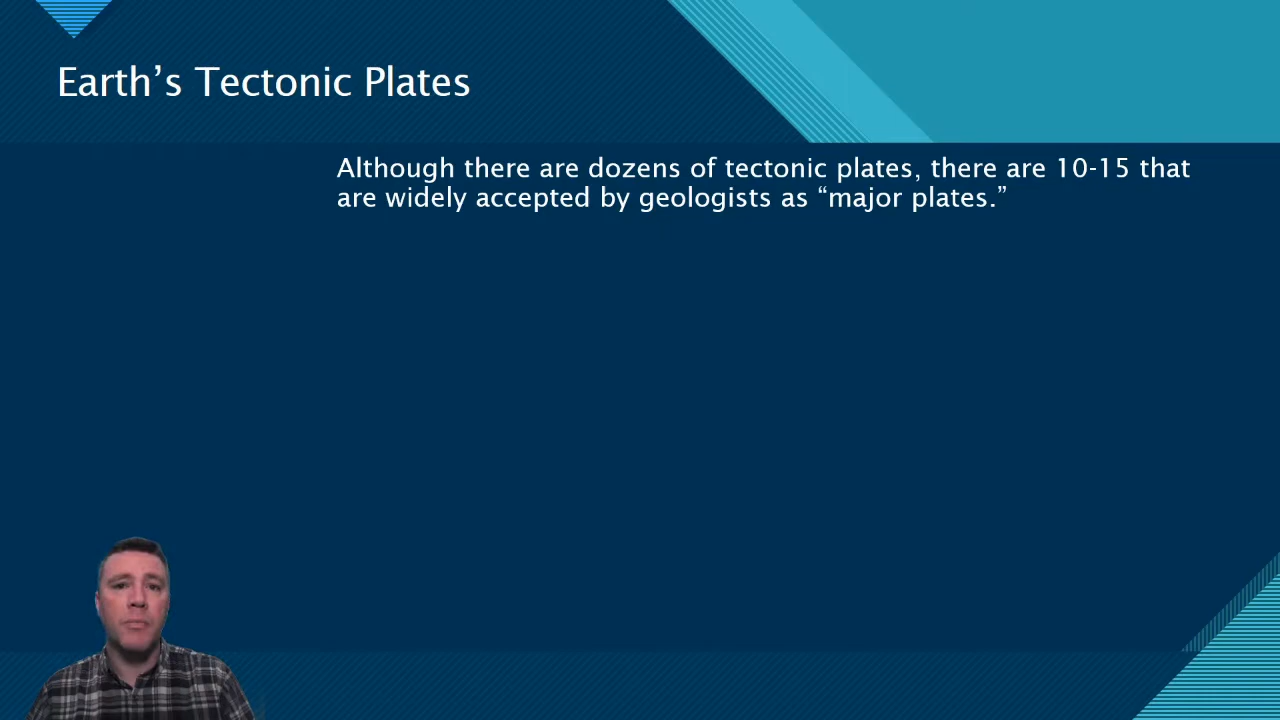 Earth’s Tectonic Plates
Although there are dozens of tectonic plates, there are 10-15 that
are widely accepted by geologists as “major plates.”